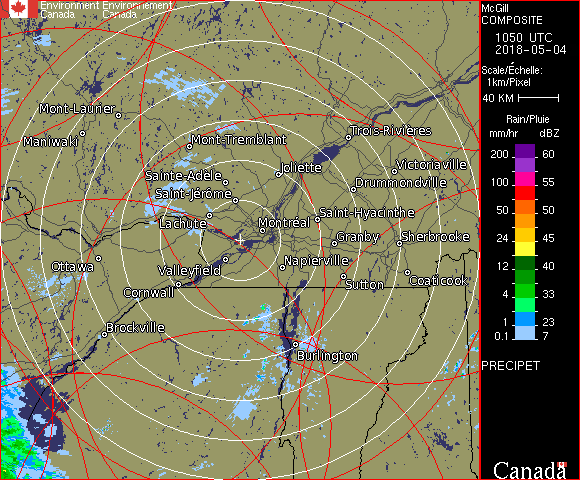 Environment Environnement
Canada Canada
McGill
COMPOSITE
1050 UTC
2018-05-04
Scale/Échelle:
1km/Pixel
40 KM
Rain/Pluie
mm/hr dBZ
200 60
100 55
50 50
24 45
12 40
4 33
1 23
0.1 7
PRECIPET
Canada
Mont-Laurier
Maniwaki
Mont-Tremblant
Trois-Rivières
Joliette
Victoriaville
Sainte-Adèle
Drummondville
Saint-Jérôme
Saint-Hyacinthe
Lachute
Montréal
Granby
Sherbrooke
Ottawa
Valleyfield
Napierville
Cornwall
Sutton
Coaticook
Brockville
Burlington